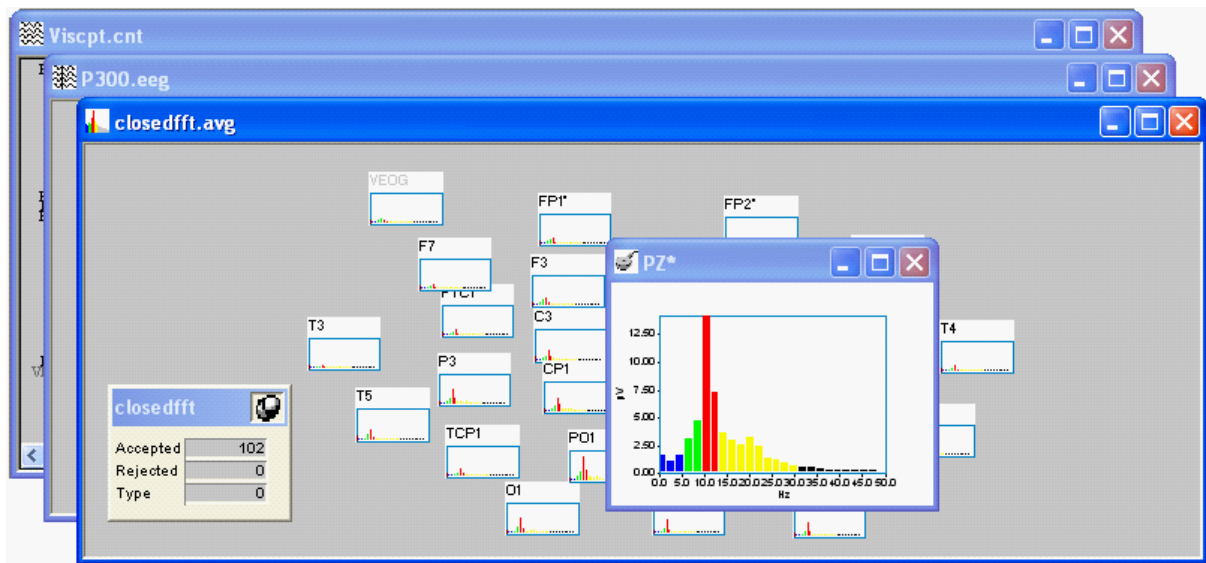 Viscpt.cnt
P300.eeg
closedfft.avg
VEOG
FP1*
FP2*
F7
F3
PZ*
C3
T3
T4
P3
CP1
T5
TCP1
PO1
O1
closedfft
Accepted 102
Rejected 0
Type 0
12.50
10.00
7.50
µV
5.00
2.50
0.00
0.0 5.0 10.0 15.0 20.0 25.0 30.0 35.0 40.0 45.0 50.0
Hz